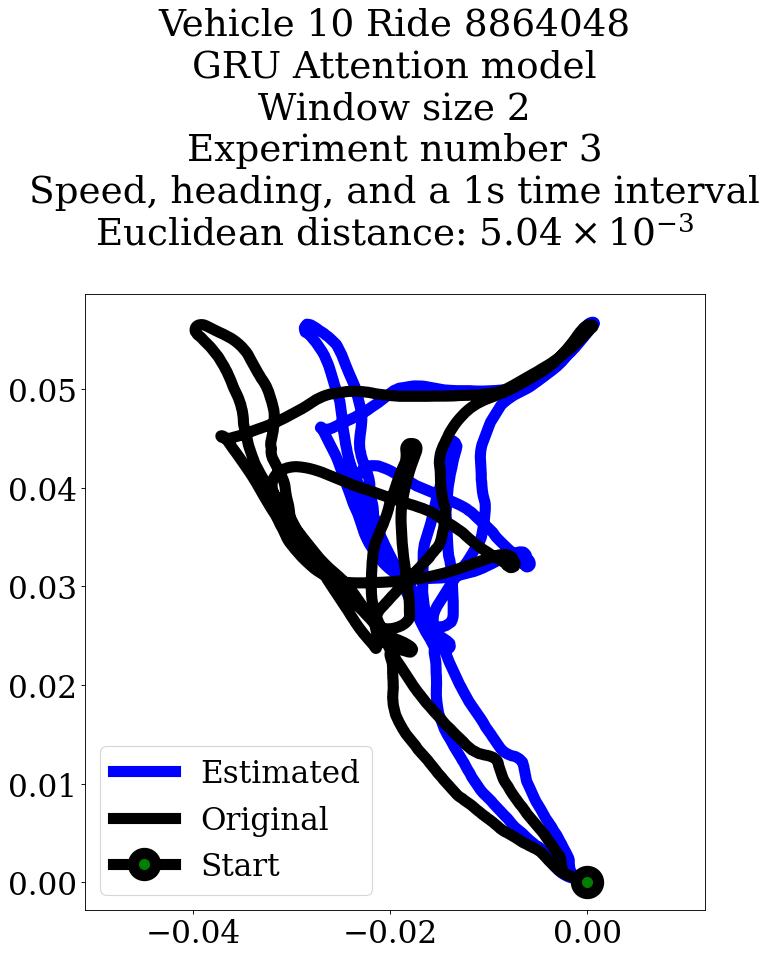 Vehicle 10 Ride 8864048
GRU Attention model
Window size 2
Experiment number 3
Speed, heading, and a 1s time interval
Euclidean distance: 5.04 × 10⁻³
0.05
0.04
0.03
0.02
0.01
0.00
Estimated
Original
Start
−0.04 −0.02 0.00